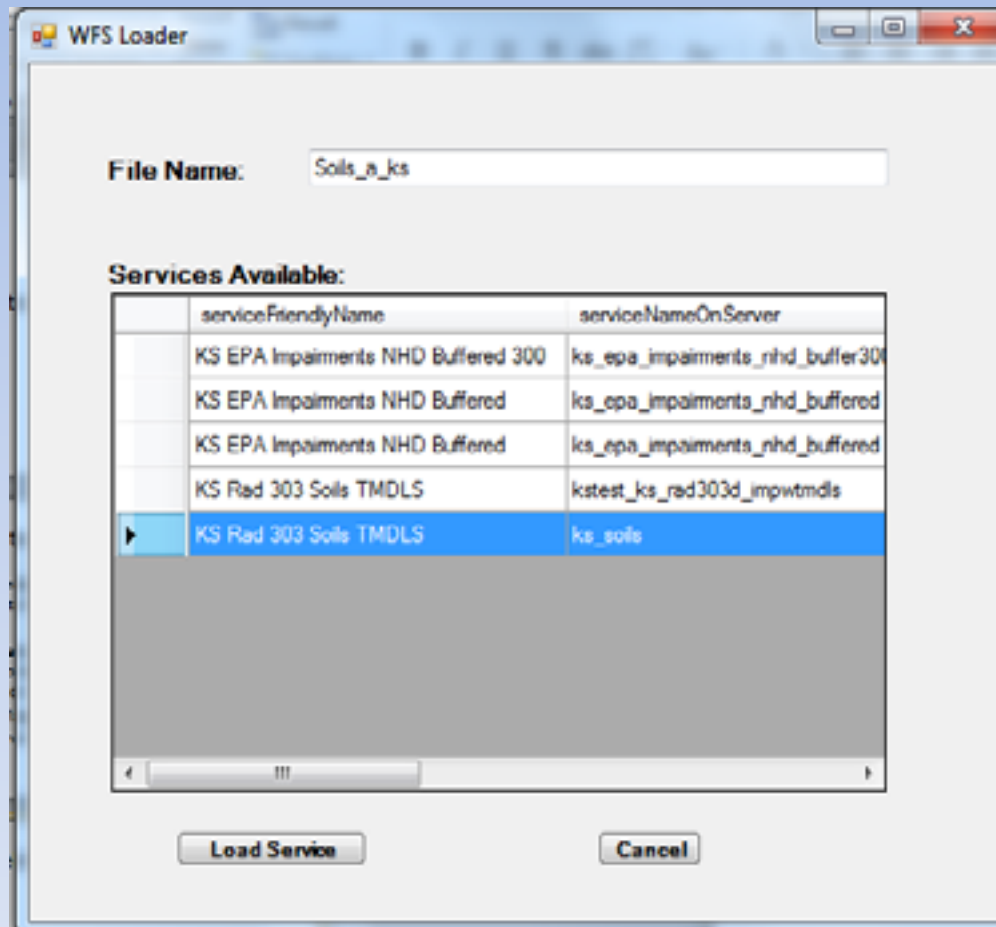 WFS Loader
File Name: Soils_a_ks
Services Available:
serviceFriendlyName serviceNameOnServer
KS EPA Impairments NHD Buffered 300 ks_epa_impairments_nhd_buffer300
KS EPA Impairments NHD Buffered ks_epa_impairments_nhd_buffered
KS EPA Impairments NHD Buffered ks_epa_impairments_nhd_buffered
KS Rad 303 Soils TMDLS kstest_ks_rad303d_impwtmdls
KS Rad 303 Soils TMDLS ks_soils
Load Service Cancel